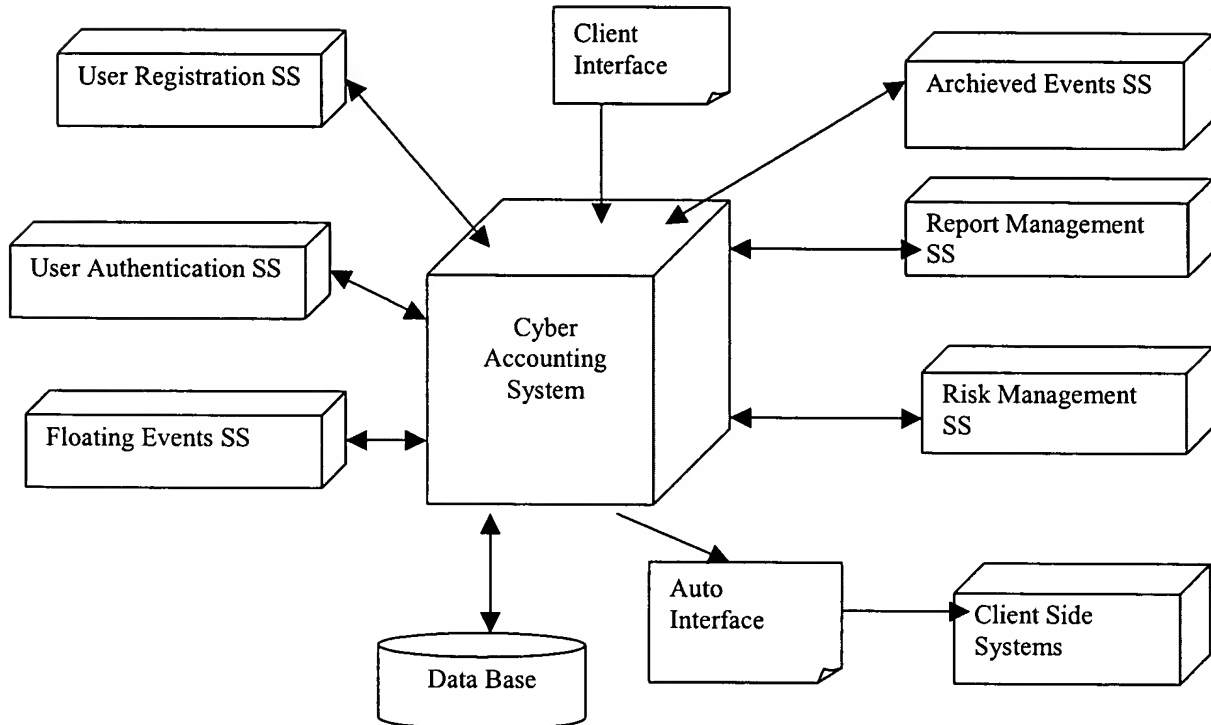 User Registration SS
Client
Interface
Archieved Events SS
User Authentication SS
Report Management
SS
Cyber
Accounting
System
Floating Events SS
Risk Management
SS
Auto
Interface
Client Side
Systems
Data Base